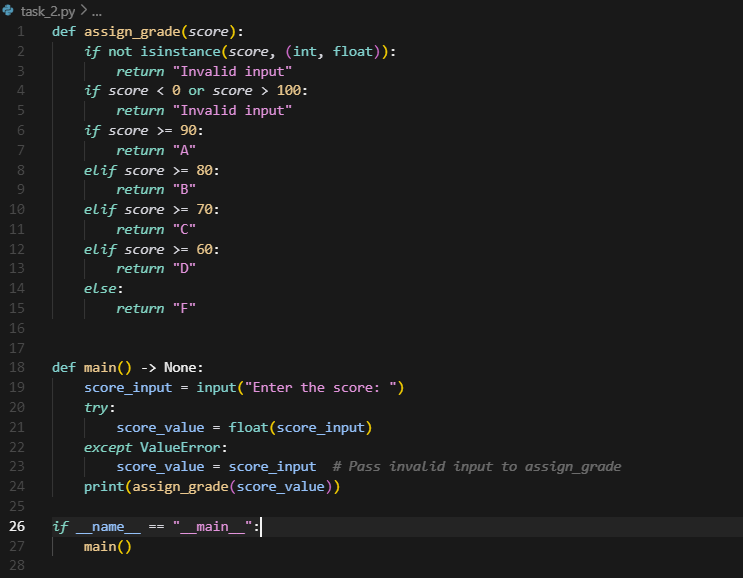 task_2.py > ...
1 def assign_grade(score):
2     if not isinstance(score, (int, float)):
3         return "Invalid input"
4     if score < 0 or score > 100:
5         return "Invalid input"
6     if score >= 90:
7         return "A"
8     elif score >= 80:
9         return "B"
10     elif score >= 70:
11         return "C"
12     elif score >= 60:
13         return "D"
14     else:
15         return "F"
16
17
18 def main() -> None:
19     score_input = input("Enter the score: ")
20     try:
21         score_value = float(score_input)
22     except ValueError:
23         score_value = score_input  # Pass invalid input to assign_grade
24     print(assign_grade(score_value))
25
26 if __name__ == "__main__":
27     main()
28